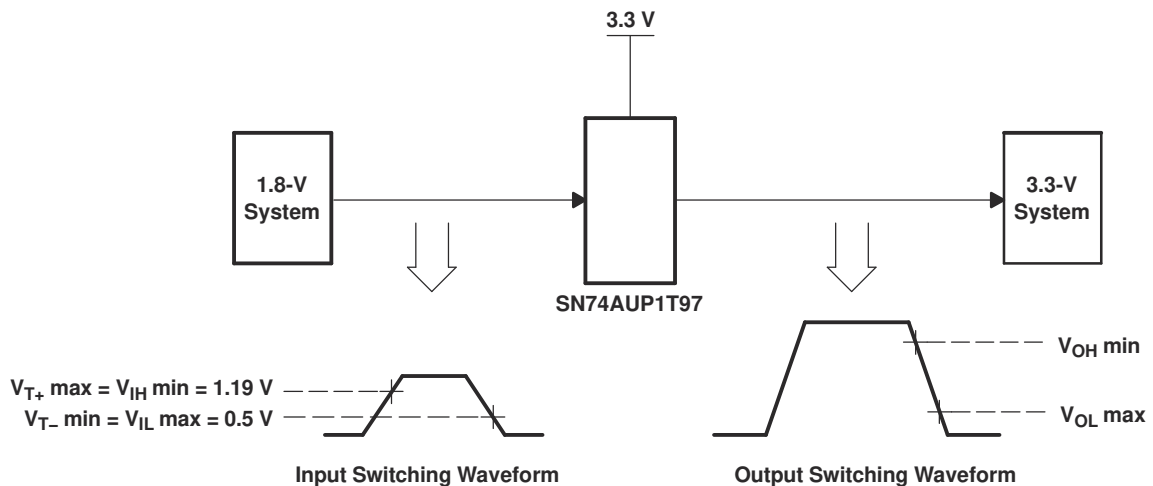 3.3 V
1.8-V
System
3.3-V
System
SN74AUP1T97
VOH min
VT+ max = VIH min = 1.19 V
VT− min = VIL max = 0.5 V
VOL max
Input Switching Waveform
Output Switching Waveform